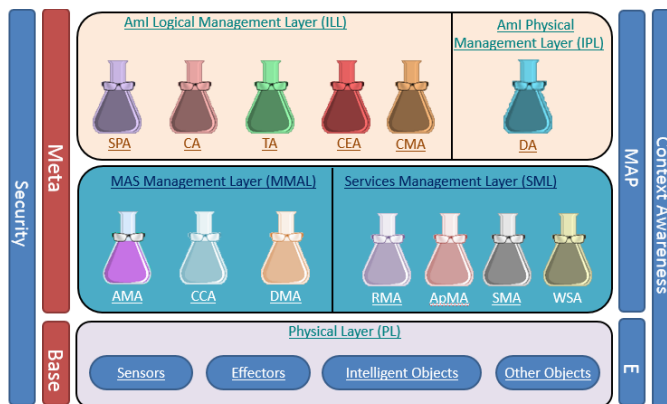 AmI Logical Management Layer (ILL)
AmI Physical
Management Layer (IPL)
SPA
CA
TA
CEA
CMA
DA
MAS Management Layer (MMAL)
Services Management Layer (SML)
AMA
CCA
DMA
RMA
ApMA
SMA
WSA
Physical Layer (PL)
Sensors
Effectors
Intelligent Objects
Other Objects
Security
Meta
Base
MAP
E
Context Awareness